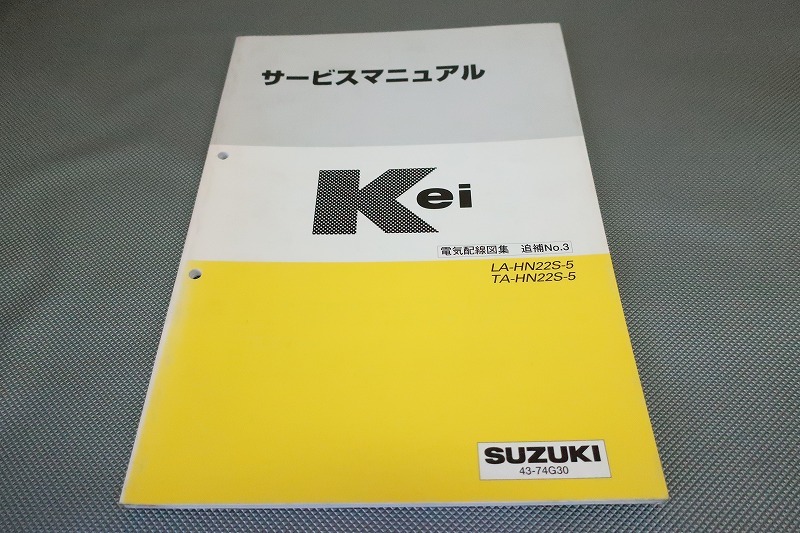 サービスマニュアル
Kei
電気配線図集　追補No.3
LA-HN22S-5
TA-HN22S-5
SUZUKI
43-74G30